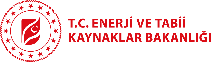 T.C. ENERJİ VE TABİİ
KAYNAKLAR BAKANLIĞI